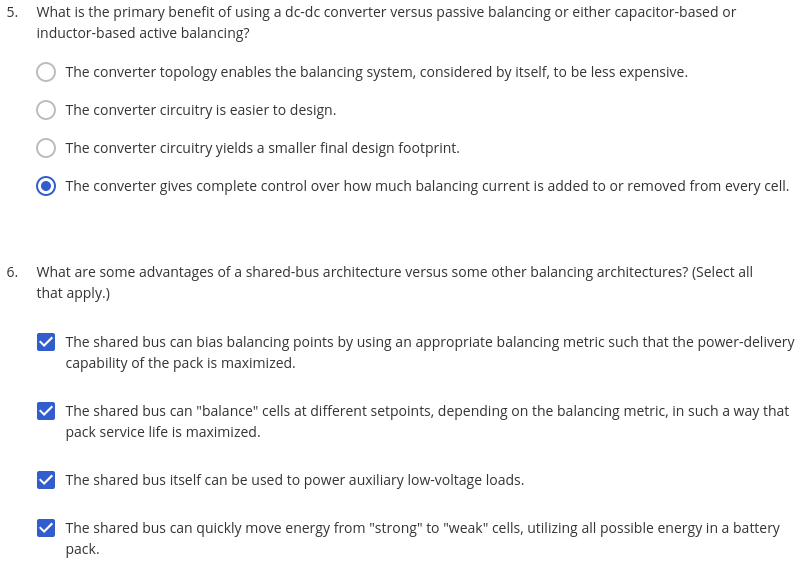 5. What is the primary benefit of using a dc-dc converter versus passive balancing or either capacitor-based or
inductor-based active balancing?
The converter topology enables the balancing system, considered by itself, to be less expensive.
The converter circuitry is easier to design.
The converter circuitry yields a smaller final design footprint.
The converter gives complete control over how much balancing current is added to or removed from every cell.
6. What are some advantages of a shared-bus architecture versus some other balancing architectures? (Select all
that apply.)
The shared bus can bias balancing points by using an appropriate balancing metric such that the power-delivery
capability of the pack is maximized.
The shared bus can "balance" cells at different setpoints, depending on the balancing metric, in such a way that
pack service life is maximized.
The shared bus itself can be used to power auxiliary low-voltage loads.
The shared bus can quickly move energy from "strong" to "weak" cells, utilizing all possible energy in a battery
pack.